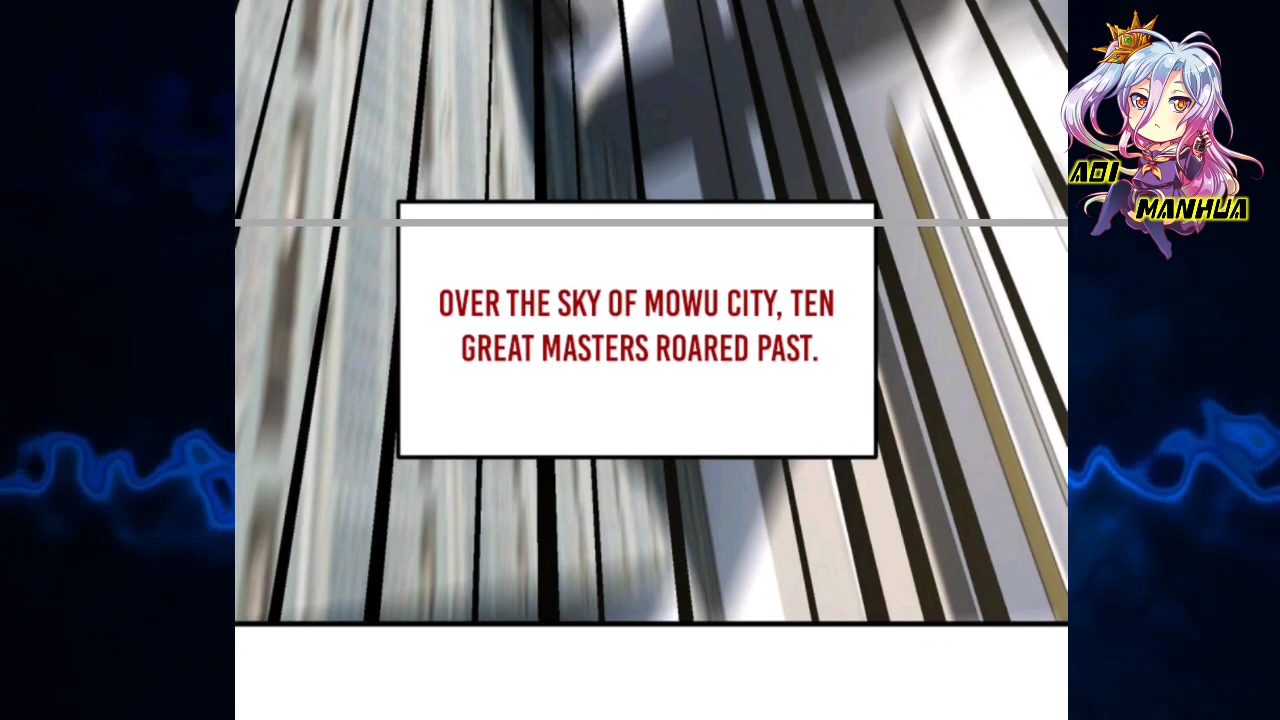 OVER THE SKY OF MOWU CITY, TEN
GREAT MASTERS ROARED PAST.
AOI
MANHUA